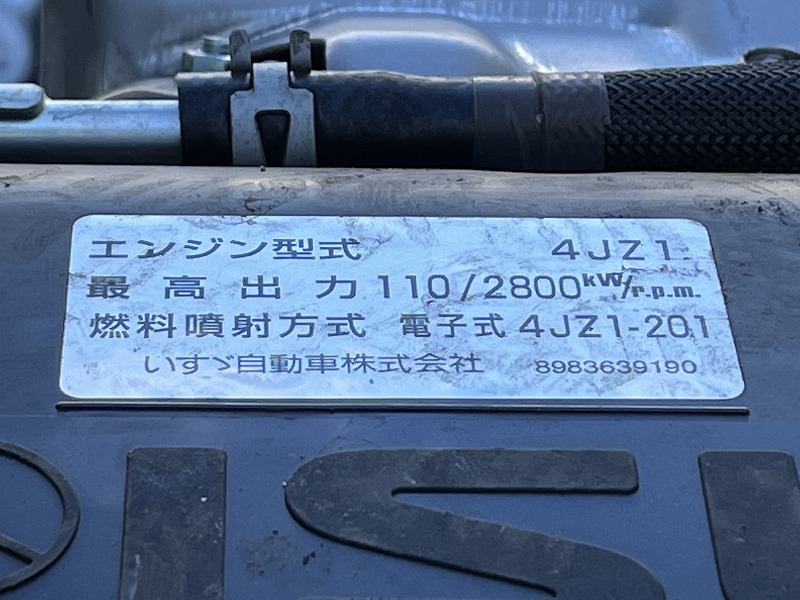 エンジン型式 4JZ1
最高出力 110/2800kW/r.p.m.
燃料噴射方式 電子式 4JZ1-201
いすゞ自動車株式会社 8983639190
IS